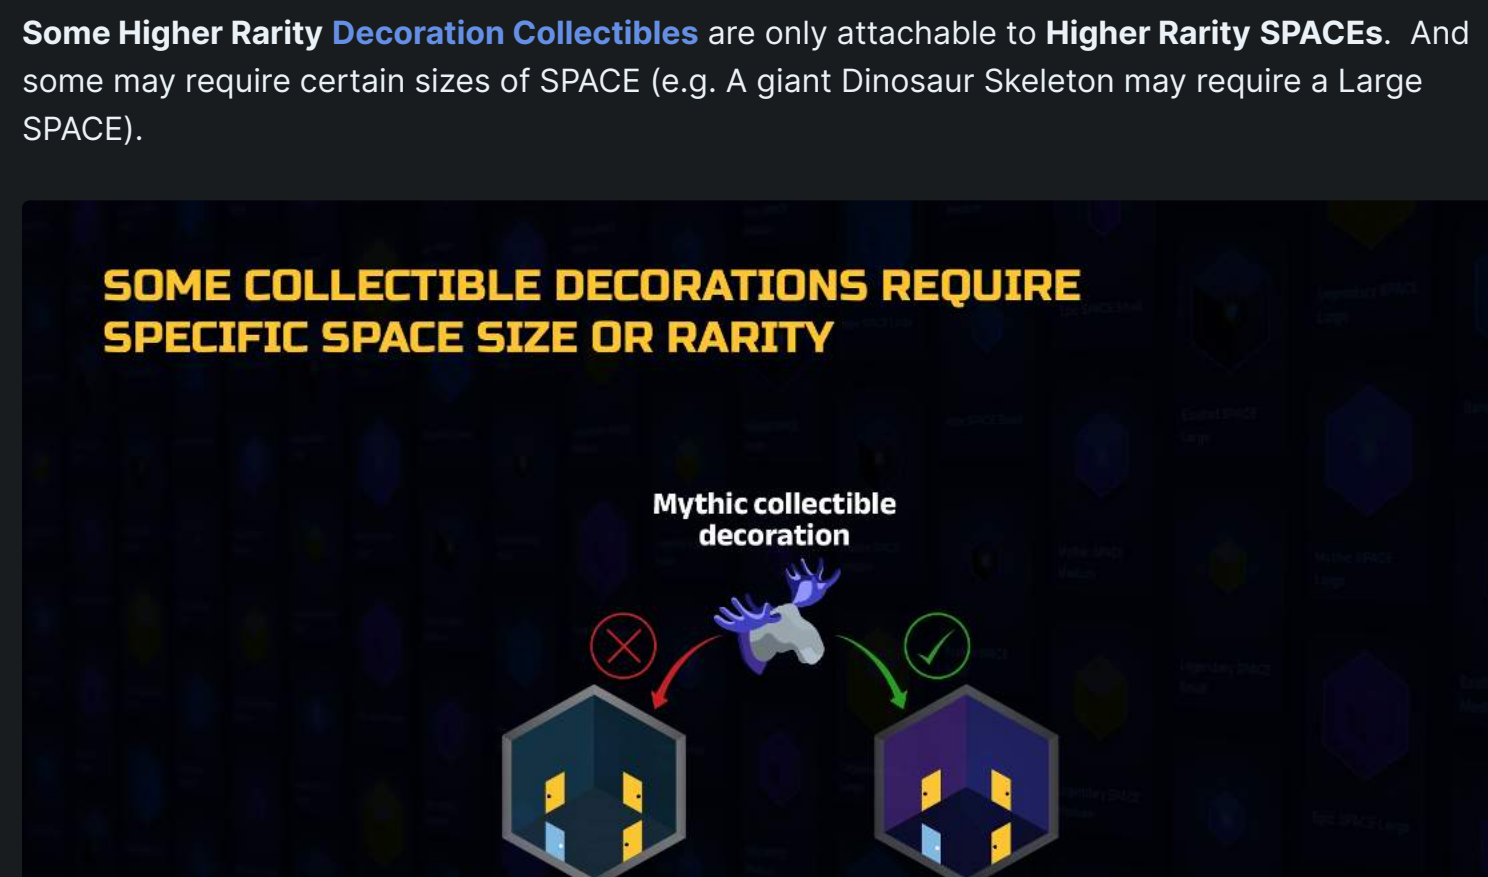 Some Higher Rarity Decoration Collectibles are only attachable to Higher Rarity SPACEs.  And
some may require certain sizes of SPACE (e.g. A giant Dinosaur Skeleton may require a Large
SPACE).
SOME COLLECTIBLE DECORATIONS REQUIRE
SPECIFIC SPACE SIZE OR RARITY
Mythic collectible
decoration